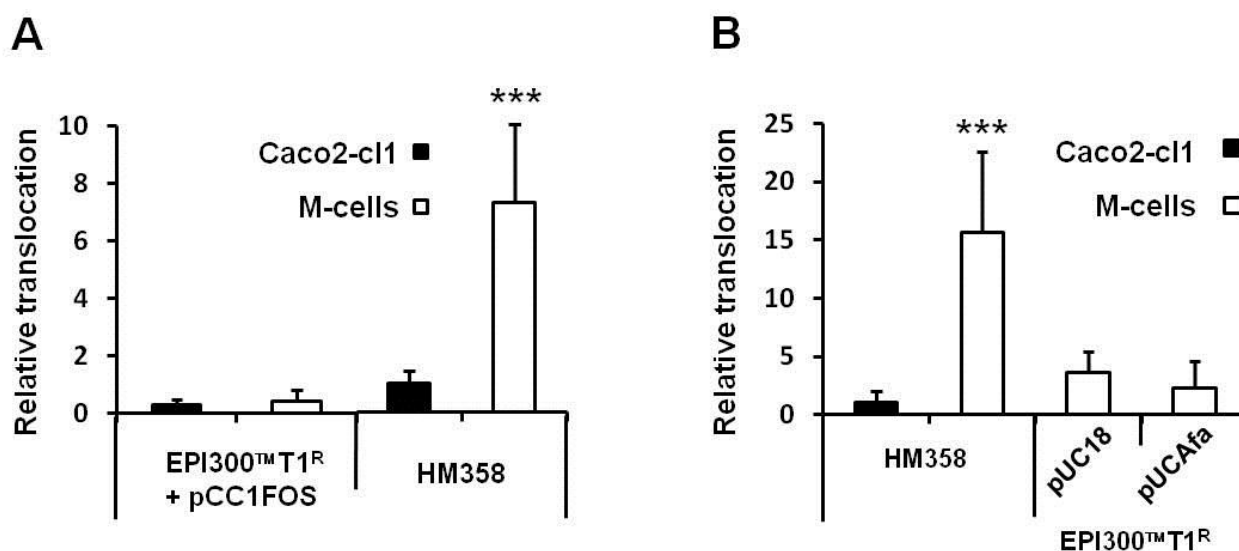 A
***
Relative translocation
10
8
6
4
2
0
Caco2-cl1
M-cells
EPI300™T1ᴿ
+ pCC1FOS
HM358
B
***
Relative translocation
25
20
15
10
5
0
Caco2-cl1
M-cells
HM358
pUC18
pUCAfa
EPI300™T1ᴿ